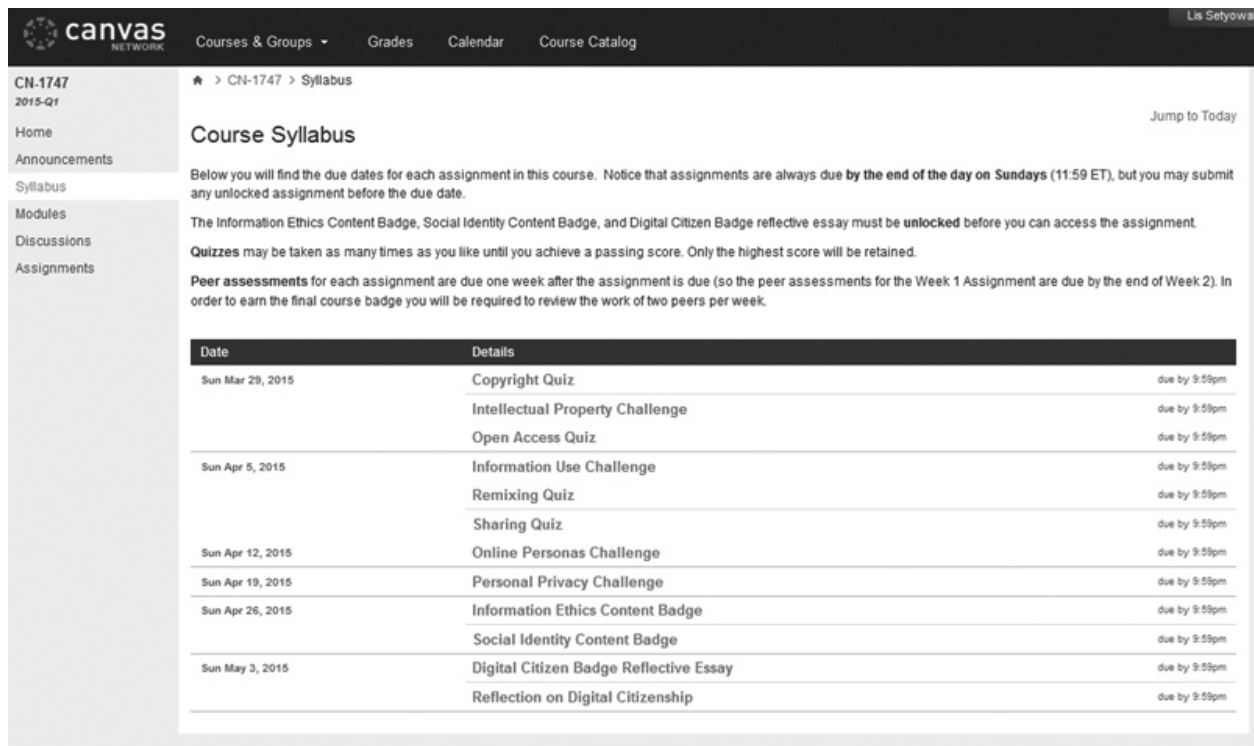 Lis Setyowa
canvas
NETWORK
Courses & Groups Grades Calendar Course Catalog
CN-1747
2015-Q1
Home
Announcements
Syllabus
Modules
Discussions
Assignments
> CN-1747 > Syllabus
Jump to Today
Course Syllabus
Below you will find the due dates for each assignment in this course. Notice that assignments are always due by the end of the day on Sundays (11:59 ET), but you may submit
any unlocked assignment before the due date.
The Information Ethics Content Badge, Social Identity Content Badge, and Digital Citizen Badge reflective essay must be unlocked before you can access the assignment.
Quizzes may be taken as many times as you like until you achieve a passing score. Only the highest score will be retained.
Peer assessments for each assignment are due one week after the assignment is due (so the peer assessments for the Week 1 Assignment are due by the end of Week 2). In
order to earn the final course badge you will be required to review the work of two peers per week.
Date Details
Sun Mar 29, 2015 Copyright Quiz due by 9:59pm
Intellectual Property Challenge due by 9:59pm
Open Access Quiz due by 9:59pm
Sun Apr 5, 2015 Information Use Challenge due by 9:59pm
Remixing Quiz due by 9:59pm
Sharing Quiz due by 9:59pm
Sun Apr 12, 2015 Online Personas Challenge due by 9:59pm
Sun Apr 19, 2015 Personal Privacy Challenge due by 9:59pm
Sun Apr 26, 2015 Information Ethics Content Badge due by 9:59pm
Social Identity Content Badge due by 9:59pm
Sun May 3, 2015 Digital Citizen Badge Reflective Essay due by 9:59pm
Reflection on Digital Citizenship due by 9:59pm